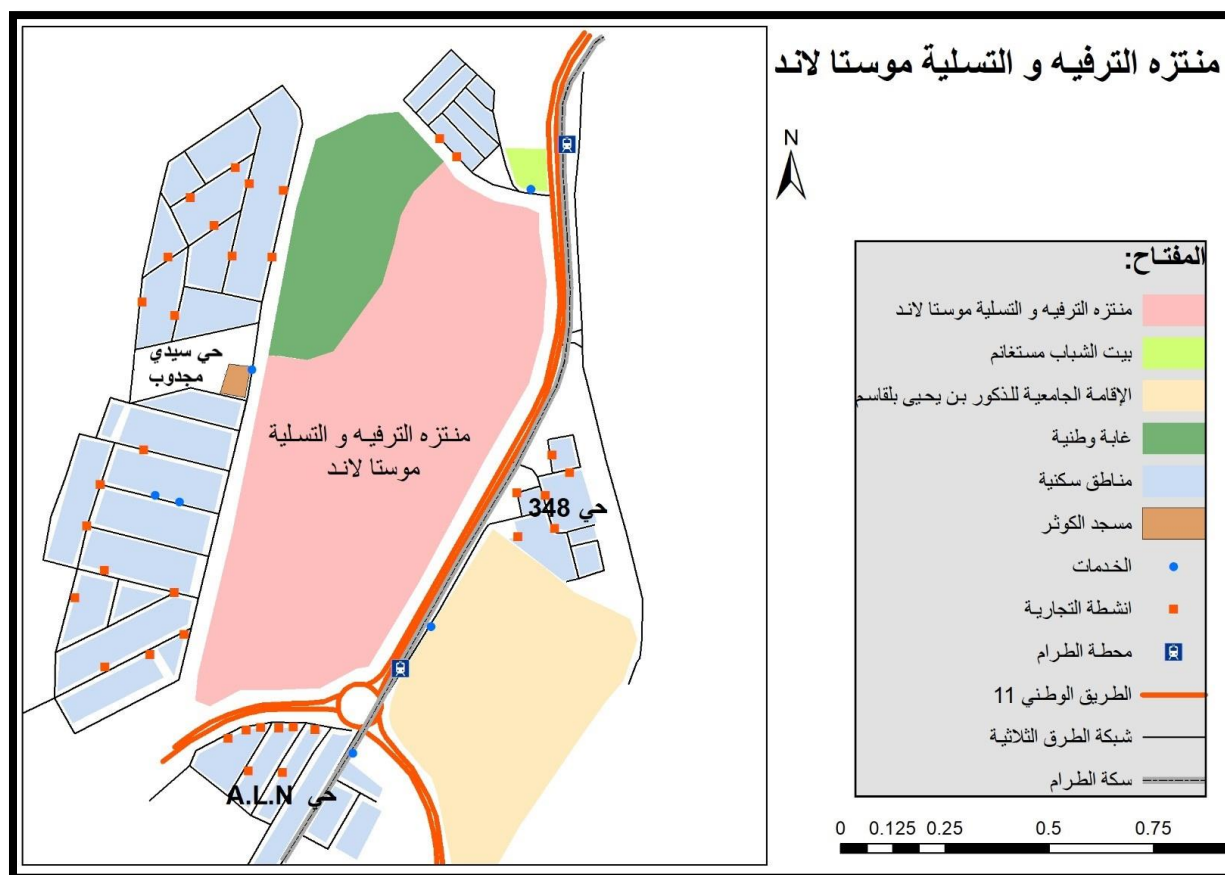 منتزه الترفيه و التسلية موستا لاند
N
المفتاح:
منتزه الترفيه و التسلية موستا لاند
بيت الشباب مستغانم
الإقامة الجامعية للذكور بن يحيى بلقاسم
غابة وطنية
مناطق سكنية
مسجد الكوثر
الخدمات
انشطة التجارية
محطة الطرام
الطريق الوطني 11
شبكة الطرق الثلاثية
سكة الطرام
0 0.125 0.25 0.5 0.75
حي سيدي
مجدوب
منتزه الترفيه و التسلية
موستا لاند
حي 348
حي A.L.N